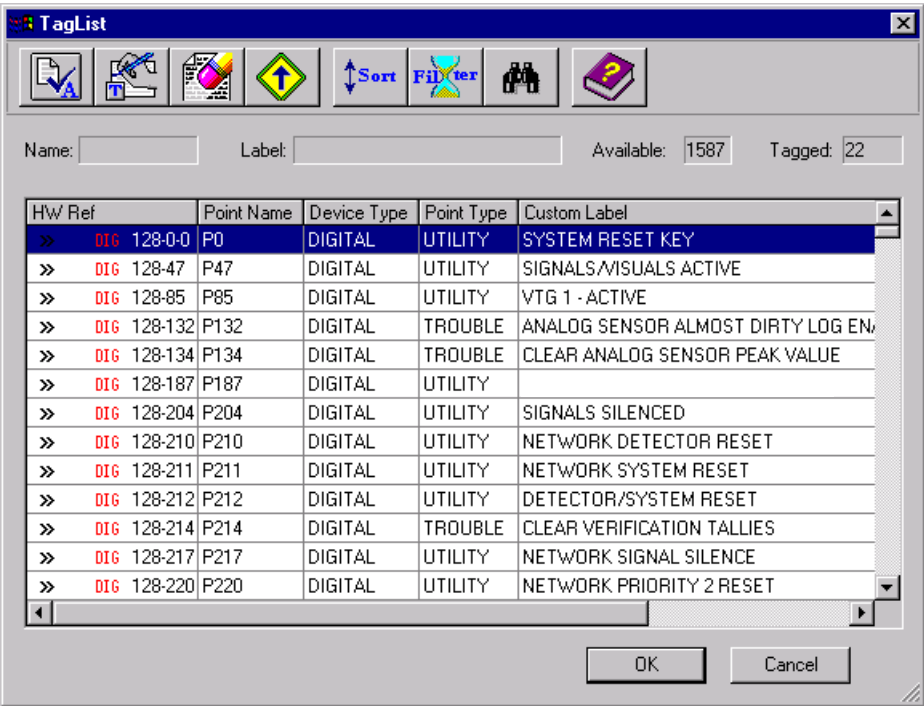 TagList
A T Sort Filter ?
Name: Label: Available: 1587 Tagged: 22
HW Ref Point Name Device Type Point Type Custom Label
» DIG 128-0-0 P0 DIGITAL UTILITY SYSTEM RESET KEY
» DIG 128-47 P47 DIGITAL UTILITY SIGNALS/VISUALS ACTIVE
» DIG 128-85 P85 DIGITAL UTILITY VTG 1 - ACTIVE
» DIG 128-132 P132 DIGITAL TROUBLE ANALOG SENSOR ALMOST DIRTY LOG ENA
» DIG 128-134 P134 DIGITAL TROUBLE CLEAR ANALOG SENSOR PEAK VALUE
» DIG 128-187 P187 DIGITAL UTILITY
» DIG 128-204 P204 DIGITAL UTILITY SIGNALS SILENCED
» DIG 128-210 P210 DIGITAL UTILITY NETWORK DETECTOR RESET
» DIG 128-211 P211 DIGITAL UTILITY NETWORK SYSTEM RESET
» DIG 128-212 P212 DIGITAL UTILITY DETECTOR/SYSTEM RESET
» DIG 128-214 P214 DIGITAL TROUBLE CLEAR VERIFICATION TALLIES
» DIG 128-217 P217 DIGITAL UTILITY NETWORK SIGNAL SILENCE
» DIG 128-220 P220 DIGITAL UTILITY NETWORK PRIORITY 2 RESET
OK Cancel